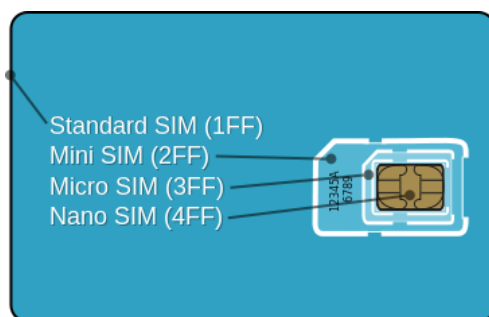 Standard SIM (1FF)
Mini SIM (2FF)
Micro SIM (3FF)
Nano SIM (4FF)
12345A
6789